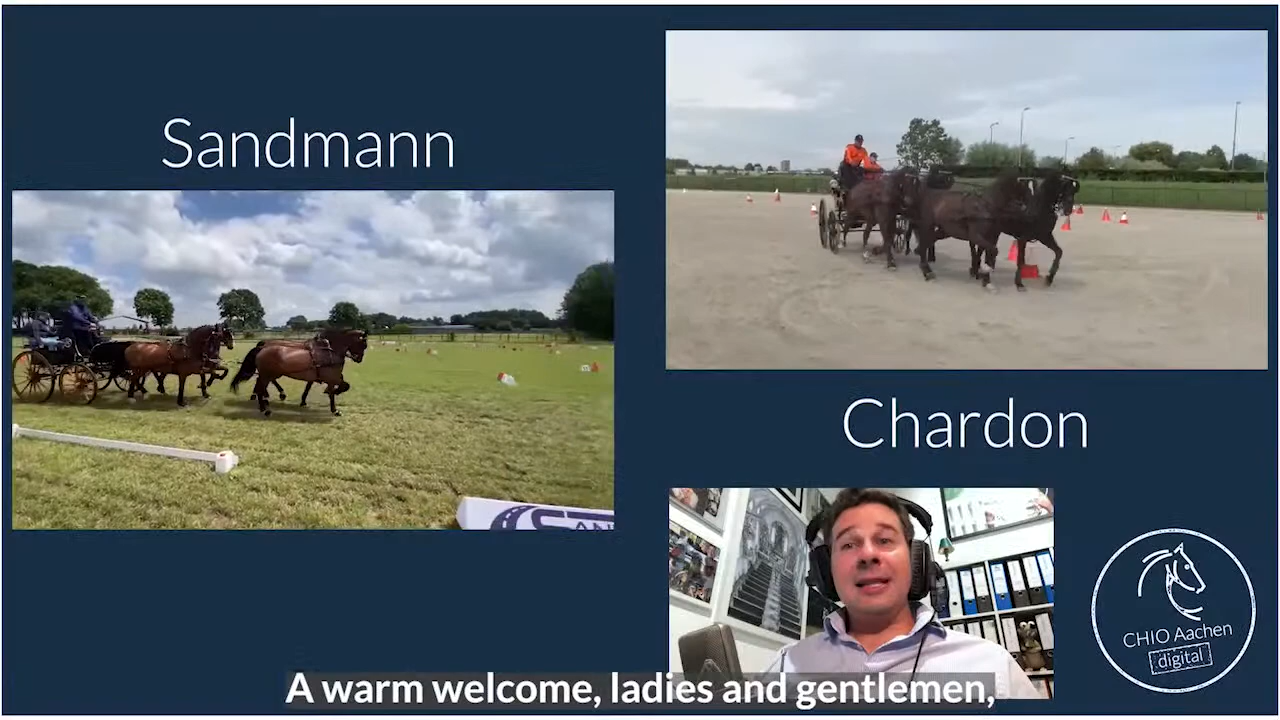 Sandmann
Chardon
CHIO Aachen
digital
A warm welcome, ladies and gentlemen,